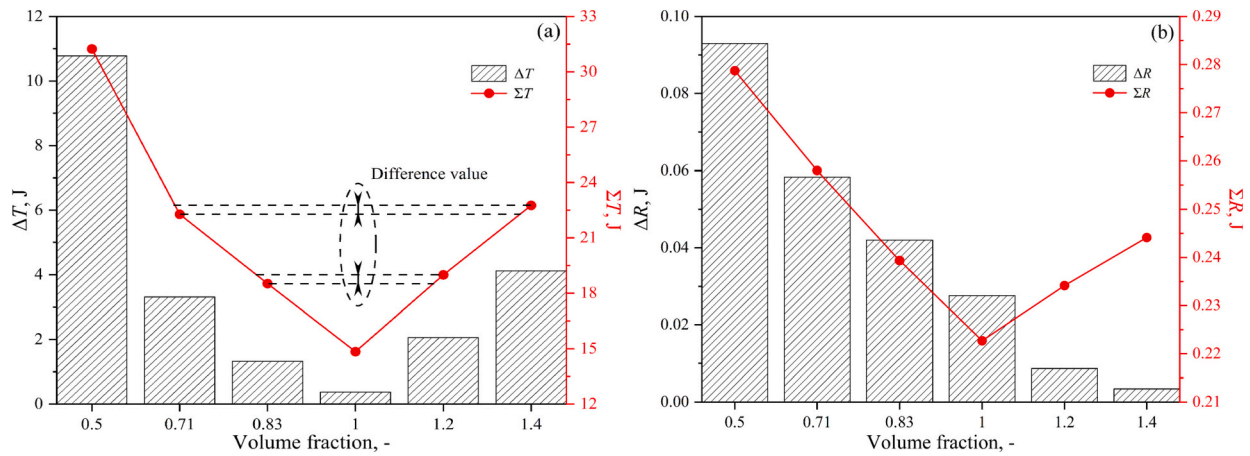 (a)
ΔT, J
12
10
8
6
4
2
0
ΔT
ΣT
Difference value
33
30
27
24
21
18
15
12
ΣT, J
0.5 0.71 0.83 1 1.2 1.4
Volume fraction, -
(b)
ΔR, J
0.10
0.08
0.06
0.04
0.02
0.00
ΔR
ΣR
0.29
0.28
0.27
0.26
0.25
0.24
0.23
0.22
0.21
ΣR, J
0.5 0.71 0.83 1 1.2 1.4
Volume fraction, -